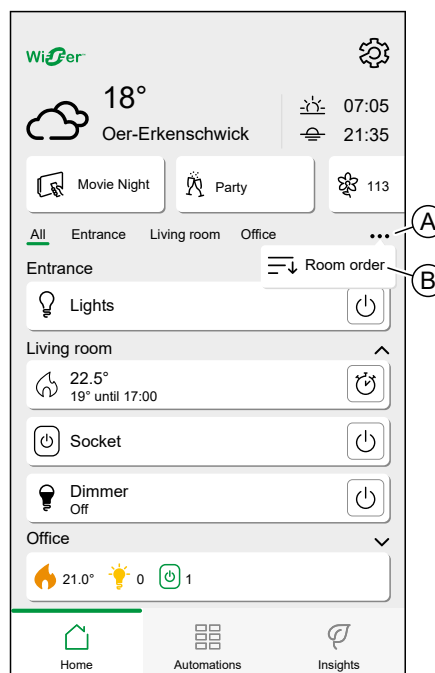 Wiser
18°
Oer-Erkenschwick
07:05
21:35
Movie Night
Party
113
All Entrance Living room Office
A
Room order
B
Entrance
Lights
Living room
22.5°
19° until 17:00
Socket
Dimmer
Off
Office
21.0° 0 1
Home Automations Insights